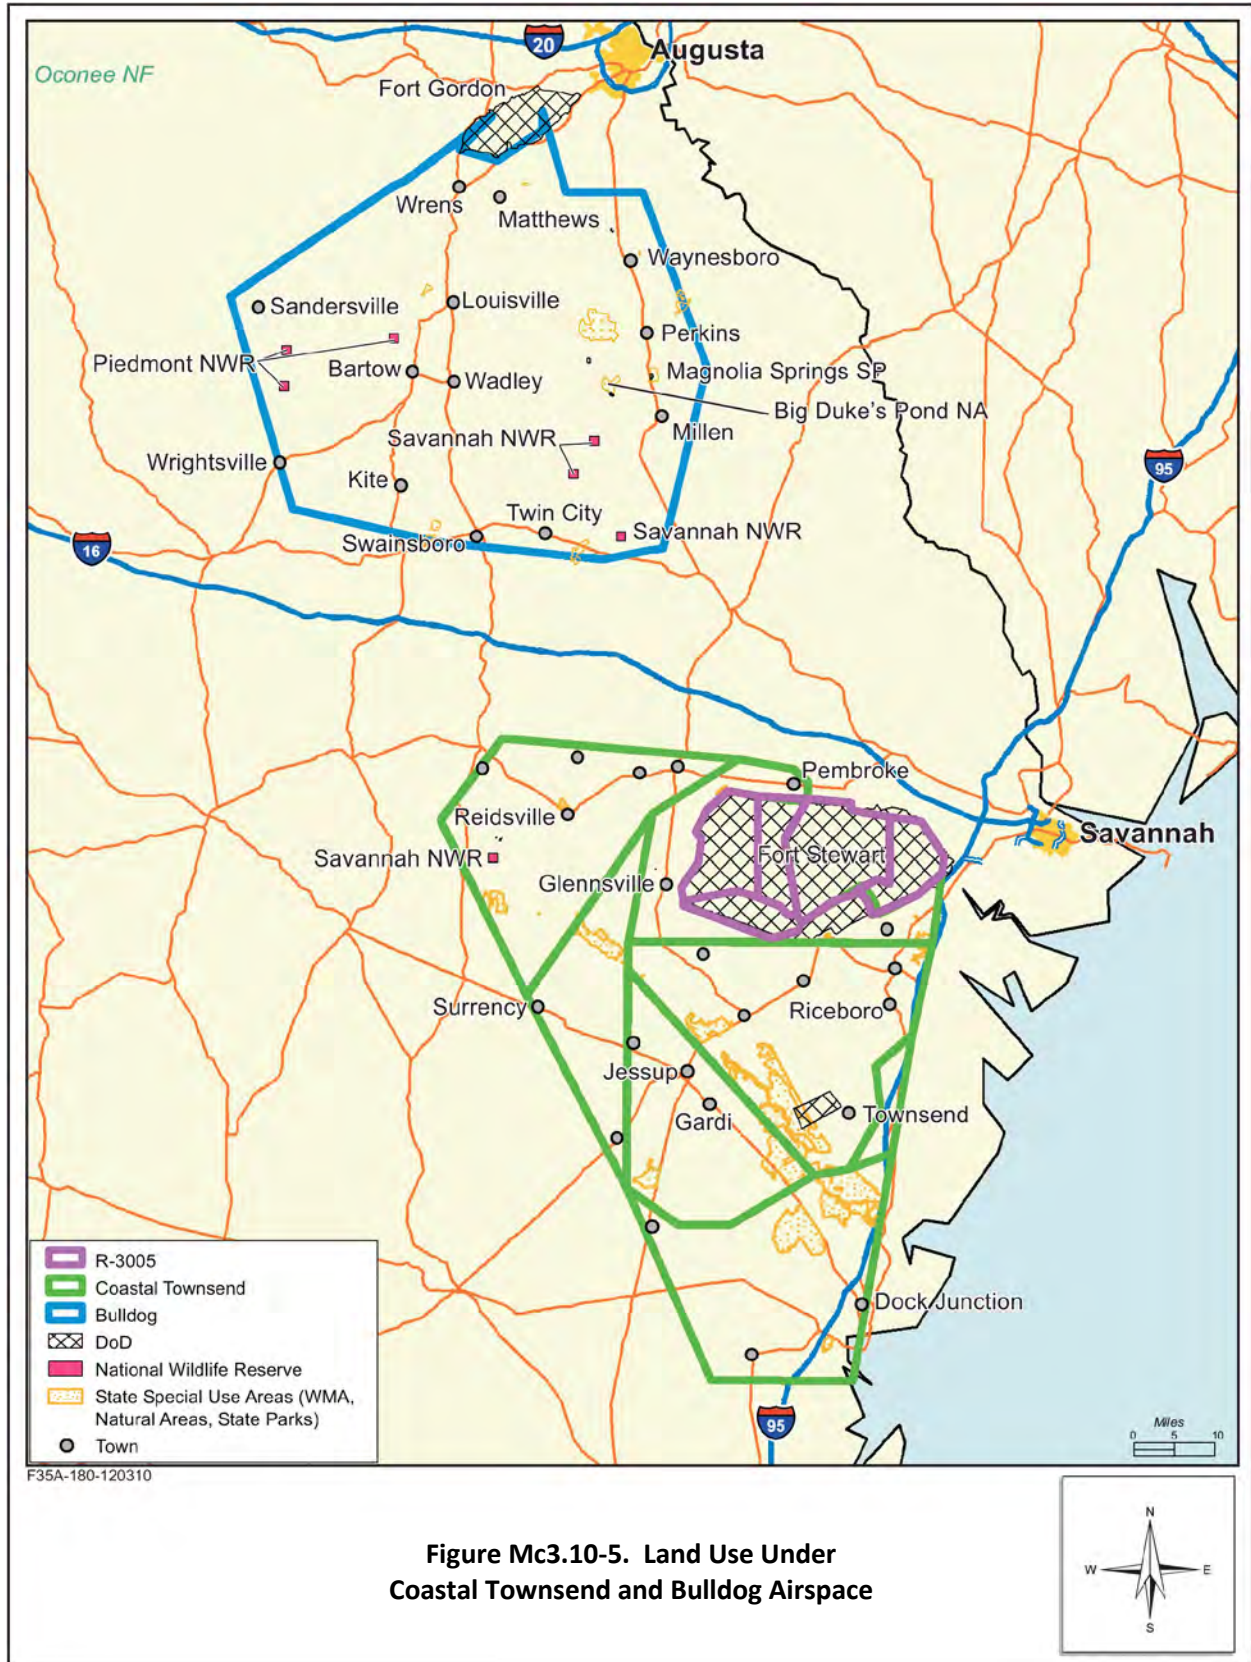 20
Augusta
Oconee NF
Fort Gordon
Wrens
Matthews
Waynesboro
Sandersville
Louisville
Perkins
Piedmont NWR
Bartow
Wadley
Magnolia Springs SP
Big Duke's Pond NA
Millen
Savannah NWR
Wrightsville
Kite
95
Twin City
Swainsboro
Savannah NWR
16
Pembroke
Reidsville
Savannah
Savannah NWR
Fort Stewart
Glennsville
Surrency
Riceboro
Jessup
Gardi
Townsend
Dock Junction
95
R-3005
Coastal Townsend
Bulldog
DoD
National Wildlife Reserve
State Special Use Areas (WMA,
Natural Areas, State Parks)
Town
Miles
0 5 10
F35A-180-120310
Figure Mc3.10-5. Land Use Under
Coastal Townsend and Bulldog Airspace
N
W E
S